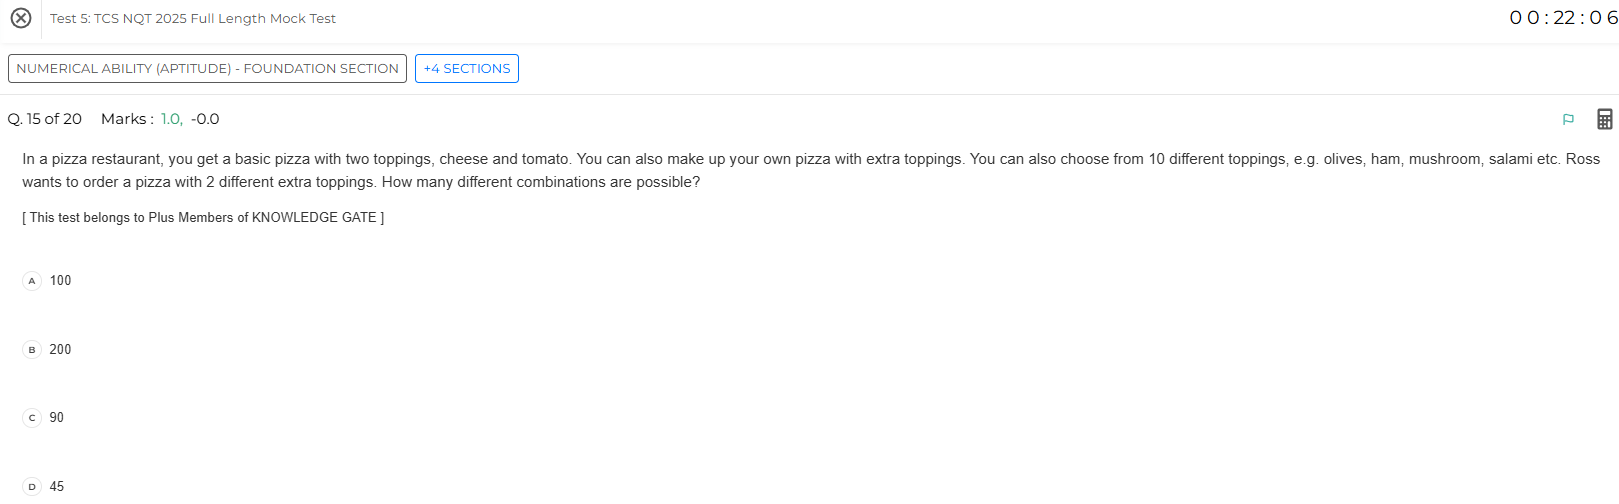 Test 5: TCS NQT 2025 Full Length Mock Test
0 0 : 22 : 0 6
NUMERICAL ABILITY (APTITUDE) - FOUNDATION SECTION
+4 SECTIONS
Q. 15 of 20 Marks : 1.0, -0.0
In a pizza restaurant, you get a basic pizza with two toppings, cheese and tomato. You can also make up your own pizza with extra toppings. You can also choose from 10 different toppings, e.g. olives, ham, mushroom, salami etc. Ross
wants to order a pizza with 2 different extra toppings. How many different combinations are possible?
[ This test belongs to Plus Members of KNOWLEDGE GATE ]
A 100
B 200
C 90
D 45